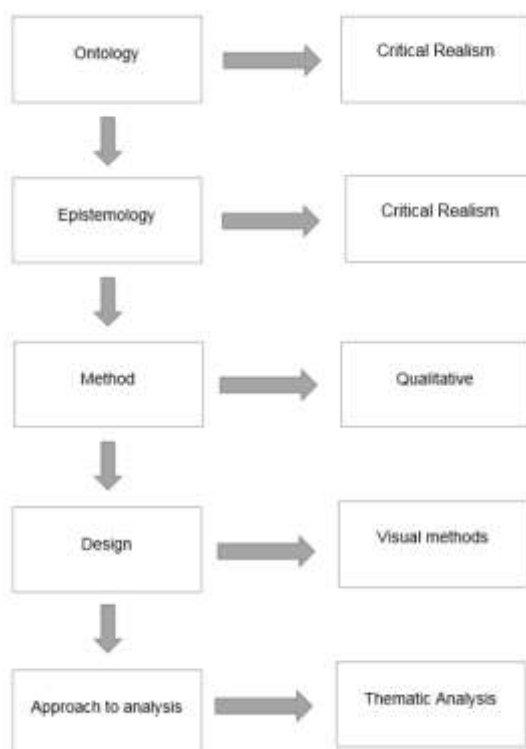 Ontology
Critical Realism
Epistemology
Critical Realism
Method
Qualitative
Design
Visual methods
Approach to analysis
Thematic Analysis